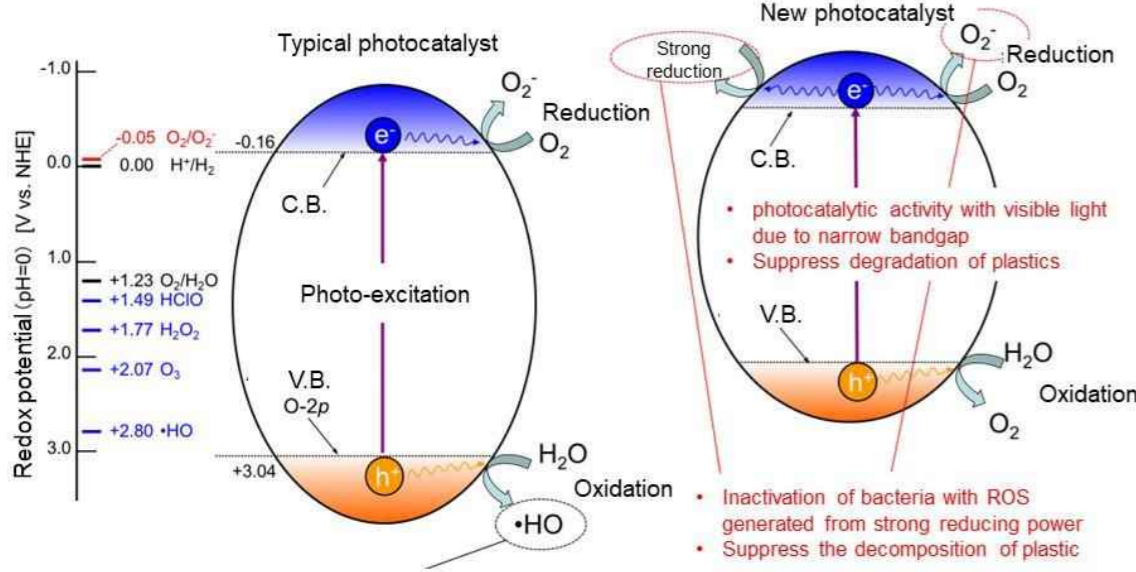 Typical photocatalyst
New photocatalyst
Redox potential (pH=0) [V vs. NHE]
-1.0
0.0
1.0
2.0
3.0
-0.05 O₂/O₂⁻
0.00 H⁺/H₂
+1.23 O₂/H₂O
+1.49 HClO
+1.77 H₂O₂
+2.07 O₃
+2.80 •HO
-0.16
e⁻
O₂⁻
Reduction
O₂
C.B.
Photo-excitation
V.B.
O-2p
+3.04
h⁺
H₂O
Oxidation
•HO
Strong
reduction
e⁻
O₂⁻
Reduction
O₂
C.B.
• photocatalytic activity with visible light
due to narrow bandgap
• Suppress degradation of plastics
V.B.
h⁺
H₂O
Oxidation
O₂
• Inactivation of bacteria with ROS
generated from strong reducing power
• Suppress the decomposition of plastic